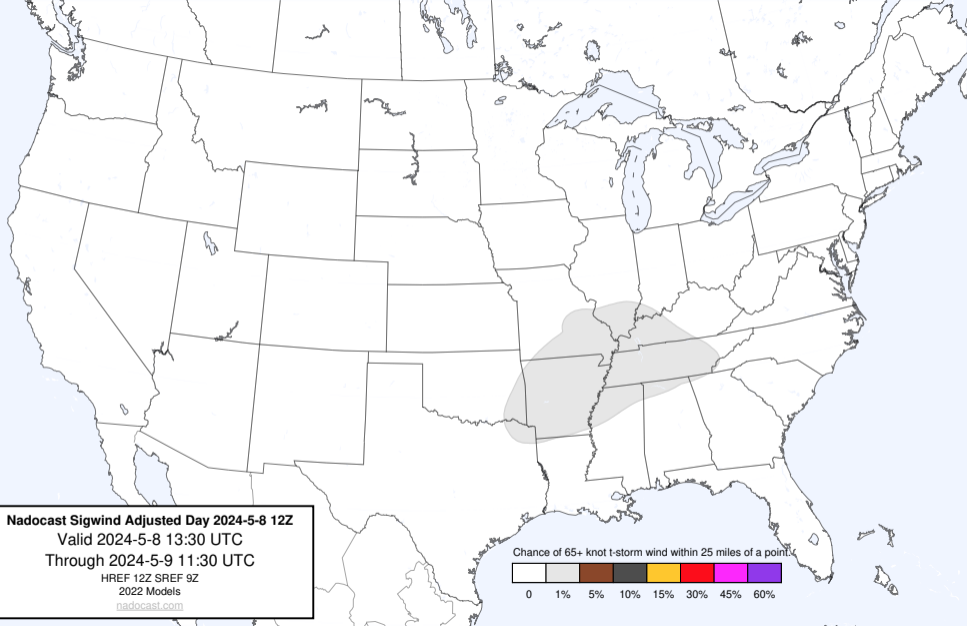 Nadocast Sigwind Adjusted Day 2024-5-8 12Z
Valid 2024-5-8 13:30 UTC
Through 2024-5-9 11:30 UTC
HREF 12Z SREF 9Z
2022 Models
nadocast.com
Chance of 65+ knot t-storm wind within 25 miles of a point.
0 1% 5% 10% 15% 30% 45% 60%